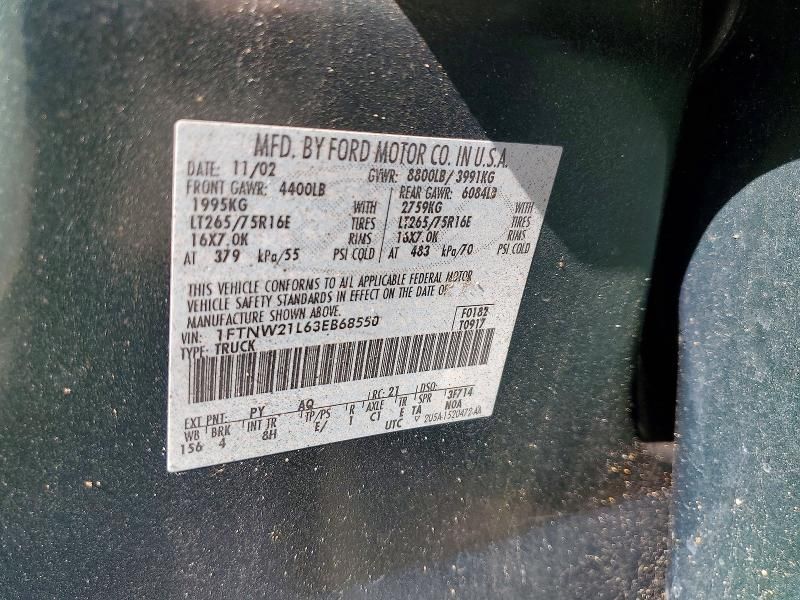 MFD. BY FORD MOTOR CO. IN U.S.A.
DATE: 11/02 GVWR: 8800LB/ 3991KG
FRONT GAWR: 4400LB REAR GAWR: 6084LB
1995KG WITH 2759KG WITH
LT265/75R16E TIRES LT265/75R16E TIRES
16X7.0K RIMS 16X7.0K RIMS
AT 379 kPa/55 PSI COLD AT 483 kPa/70 PSI COLD
THIS VEHICLE CONFORMS TO ALL APPLICABLE FEDERAL MOTOR
VEHICLE SAFETY STANDARDS IN EFFECT ON THE DATE OF
MANUFACTURE SHOWN ABOVE.
VIN: 1FTNW21L63EB68550 F0182
TYPE: TRUCK T0917
EXT PNT: PY AQ RC: 21 DSO:
WB BRK INT TR TP/PS R AXLE TR SPR 3F714
156 4 8H E/ 1 C1 E TA N0A
UTC 2U5A-1520472-AA